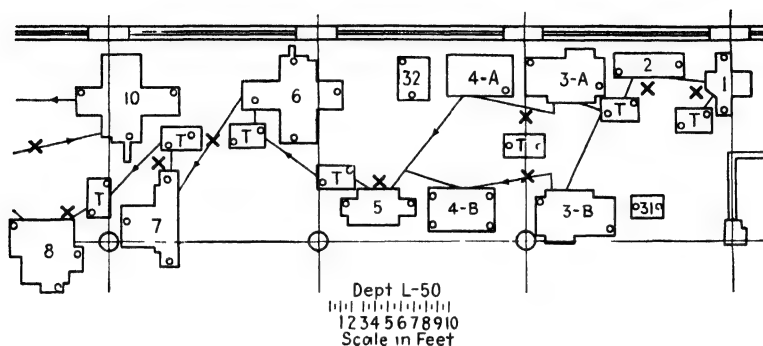 10
6
32
4-A
3-A
2
1
T
T
T
T
T
T
T
8
7
5
4-B
3-B
31
Dept L-50
12345678910
Scale in Feet